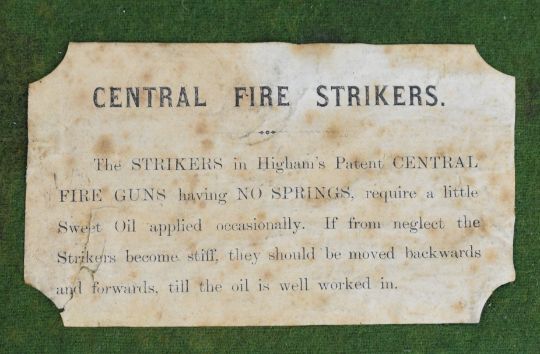 CENTRAL FIRE STRIKERS.
The STRIKERS in Higham's Patent CENTRAL
FIRE GUNS having NO SPRINGS, require a little
Sweet Oil applied occasionally. If from neglect the
Strikers become stiff, they should be moved backwards
and forwards, till the oil is well worked in.